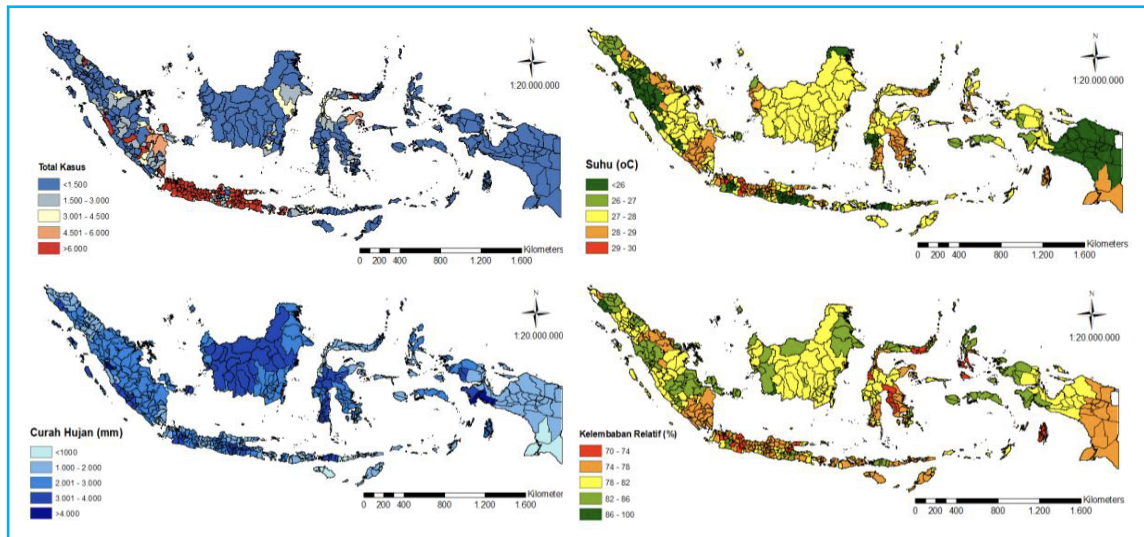 N
1:20.000.000
Total Kasus
<1.500
1.500 - 3.000
3.001 - 4.500
4.501 - 6.000
>6.000
Kilometers
0 200 400 800 1.200 1.600
N
1:20.000.000
Suhu (oC)
<26
26 - 27
27 - 28
28 - 29
29 - 30
Kilometers
0 200 400 800 1.200 1.600
N
1:20.000.000
Curah Hujan (mm)
<1000
1.000 - 2.000
2.001 - 3.000
3.001 - 4.000
>4.000
Kilometers
0 200 400 800 1.200 1.600
N
1:20.000.000
Kelembaban Relatif (%)
70 - 74
74 - 78
78 - 82
82 - 86
86 - 100
Kilometers
0 200 400 800 1.200 1.600